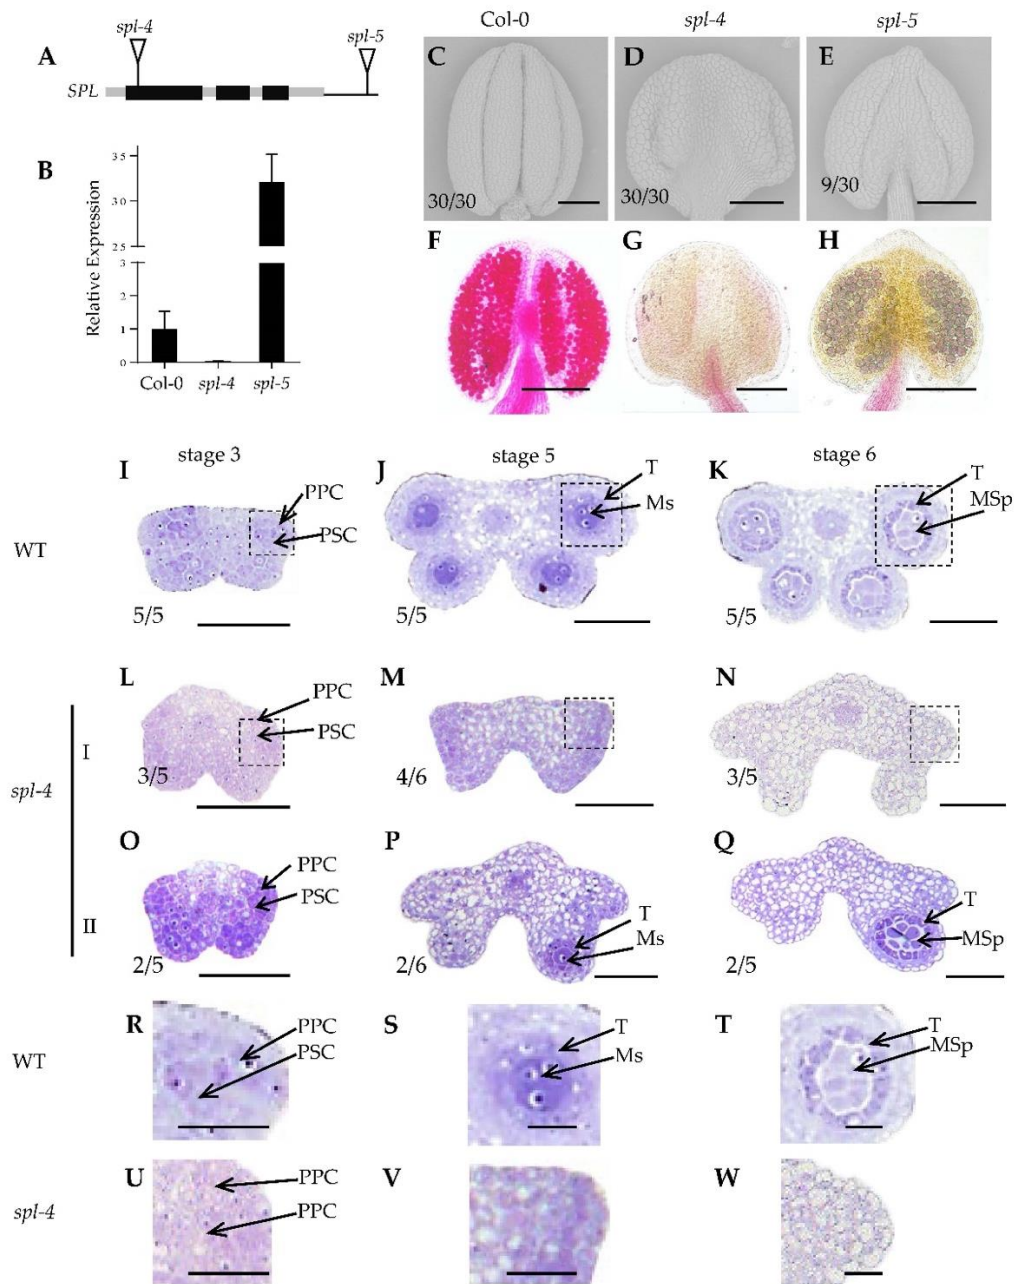 Col-0 spl-4 spl-5
spl-4
spl-5
A
SPL
B
Relative Expression
35
30
25
3
2
1
0
Col-0 spl-4 spl-5
C D E
30/30 30/30 9/30
F G H
stage 3 stage 5 stage 6
WT
I PPC PSC 5/5
J T Ms 5/5
K T MSp 5/5
spl-4
I
L PPC PSC 3/5
M 4/6
N 3/5
II
O PPC PSC 2/5
P T Ms 2/6
Q T MSp 2/5
WT
R PPC PSC
S T Ms
T T MSp
spl-4
U PPC PPC
V
W